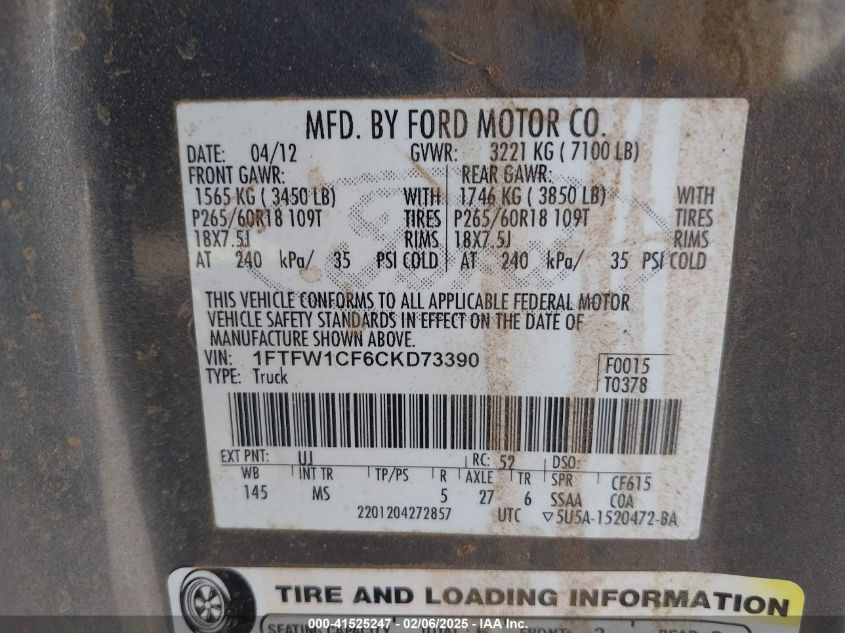 MFD. BY FORD MOTOR CO.
DATE: 04/12 GVWR: 3221 KG ( 7100 LB)
FRONT GAWR: REAR GAWR:
1565 KG ( 3450 LB) WITH 1746 KG ( 3850 LB) WITH
P265/60R18 109T TIRES P265/60R18 109T TIRES
18X7.5J RIMS 18X7.5J RIMS
AT 240 kPa/ 35 PSI COLD AT 240 kPa/ 35 PSI COLD
THIS VEHICLE CONFORMS TO ALL APPLICABLE FEDERAL MOTOR
VEHICLE SAFETY STANDARDS IN EFFECT ON THE DATE OF
MANUFACTURE SHOWN ABOVE.
VIN: 1FTFW1CF6CKD73390 F0015
TYPE: Truck T0378
EXT PNT: UJ RC: 52 DSO:
WB INT TR TP/PS R AXLE TR SPR CF615
145 MS 5 27 6 SSAA COA
2201204272857 UTC ▽5U5A-1520472-BA
TIRE AND LOADING INFORMATION
SEATING CAPACITY TOTAL FRONT: REAR
000-41525247 - 02/06/2025 - IAA Inc.